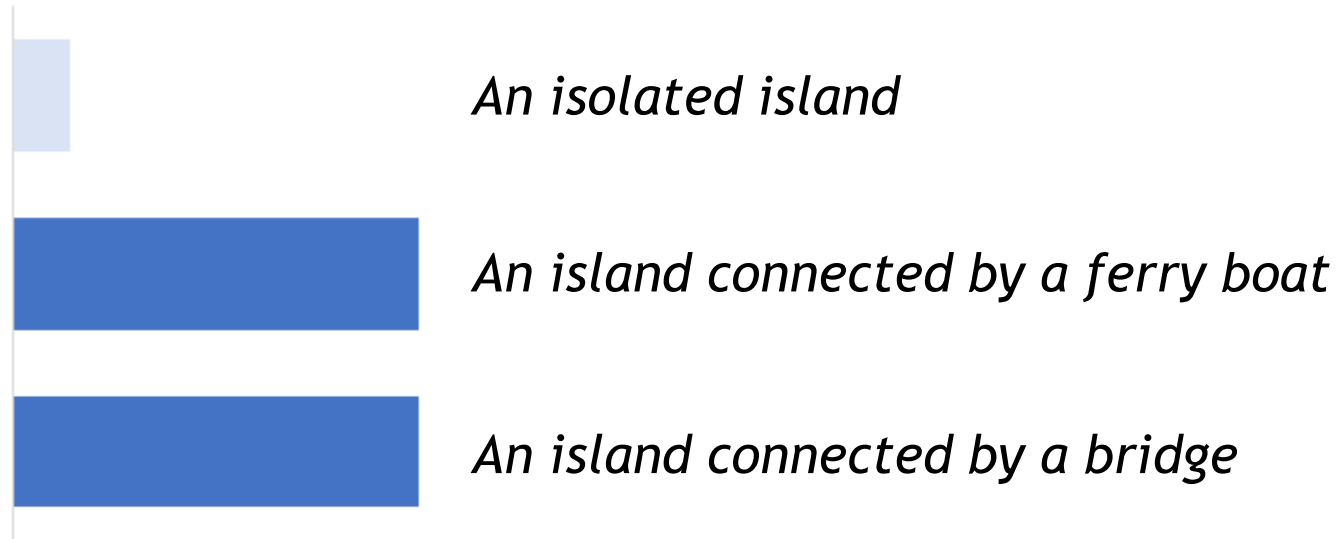 An isolated island
An island connected by a ferry boat
An island connected by a bridge